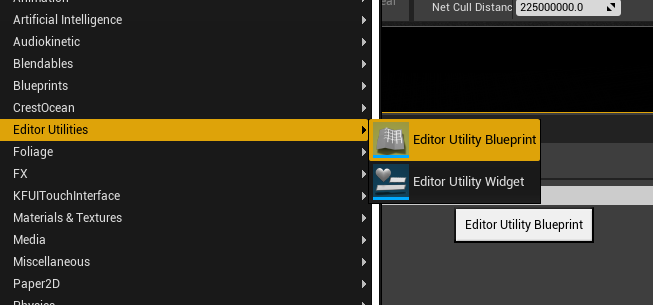 Animation
Artificial Intelligence
Audiokinetic
Blendables
Blueprints
CrestOcean
Editor Utilities
Foliage
FX
KFUITouchInterface
Materials & Textures
Media
Miscellaneous
Paper2D
Physics
Net Cull Distanc
225000000.0
Editor Utility Blueprint
Editor Utility Widget
Editor Utility Blueprint